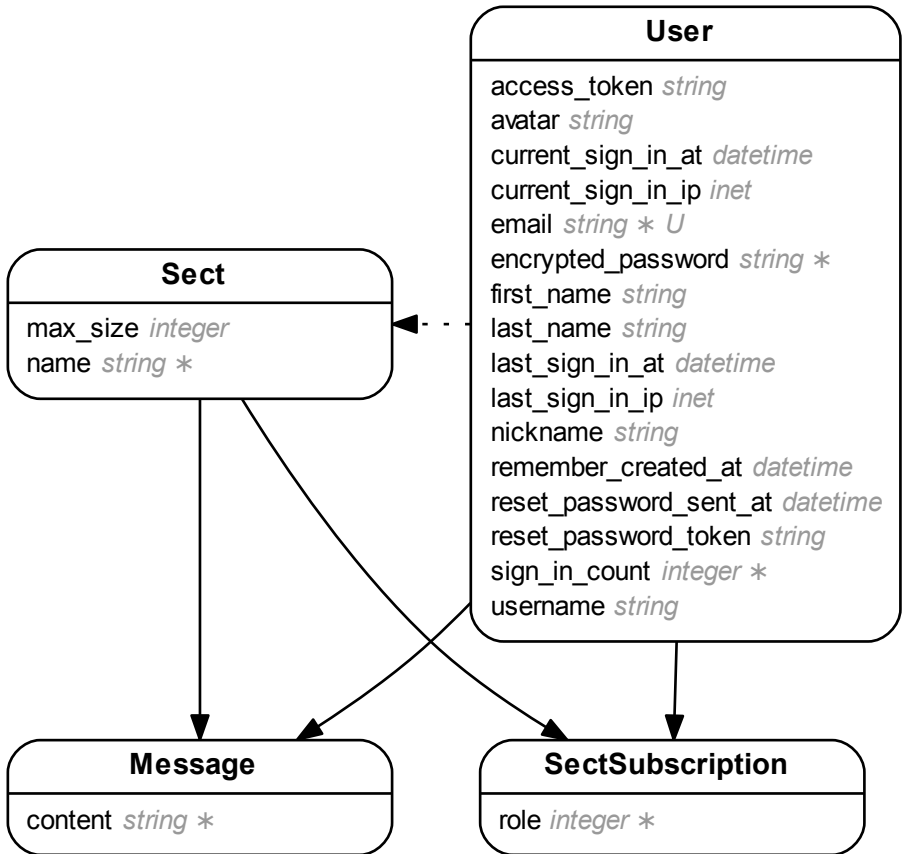 User
access_token string
avatar string
current_sign_in_at datetime
current_sign_in_ip inet
email string ∗ U
encrypted_password string ∗
first_name string
last_name string
last_sign_in_at datetime
last_sign_in_ip inet
nickname string
remember_created_at datetime
reset_password_sent_at datetime
reset_password_token string
sign_in_count integer ∗
username string
Sect
max_size integer
name string ∗
Message
content string ∗
SectSubscription
role integer ∗